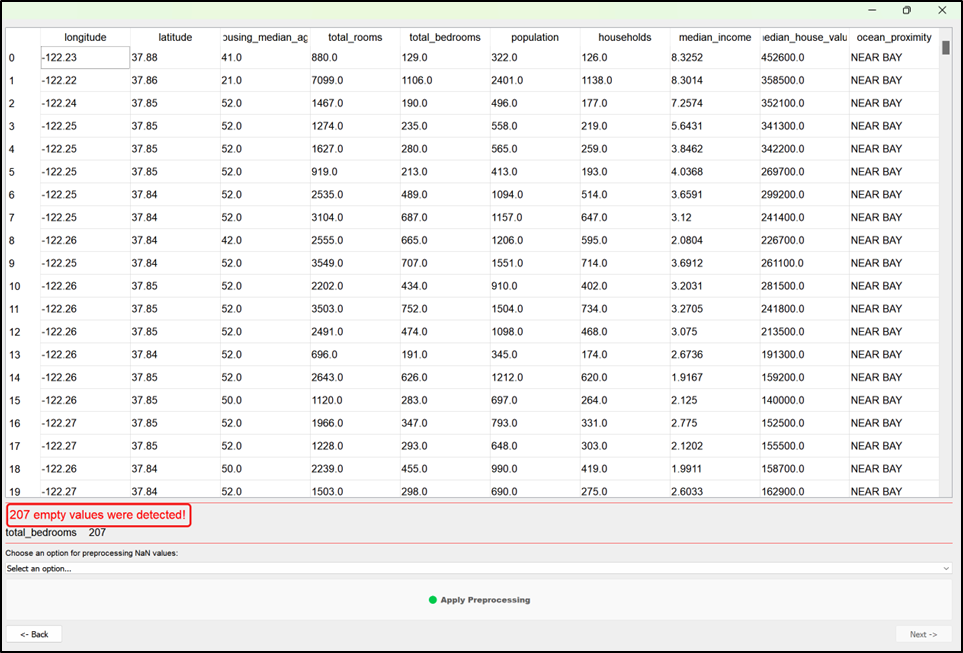 longitude latitude ousing_median_ag total_rooms total_bedrooms population households median_income nedian_house_valu ocean_proximity
0 -122.23 37.88 41.0 880.0 129.0 322.0 126.0 8.3252 452600.0 NEAR BAY
1 -122.22 37.86 21.0 7099.0 1106.0 2401.0 1138.0 8.3014 358500.0 NEAR BAY
2 -122.24 37.85 52.0 1467.0 190.0 496.0 177.0 7.2574 352100.0 NEAR BAY
3 -122.25 37.85 52.0 1274.0 235.0 558.0 219.0 5.6431 341300.0 NEAR BAY
4 -122.25 37.85 52.0 1627.0 280.0 565.0 259.0 3.8462 342200.0 NEAR BAY
5 -122.25 37.85 52.0 919.0 213.0 413.0 193.0 4.0368 269700.0 NEAR BAY
6 -122.25 37.84 52.0 2535.0 489.0 1094.0 514.0 3.6591 299200.0 NEAR BAY
7 -122.25 37.84 52.0 3104.0 687.0 1157.0 647.0 3.12 241400.0 NEAR BAY
8 -122.26 37.84 42.0 2555.0 665.0 1206.0 595.0 2.0804 226700.0 NEAR BAY
9 -122.25 37.84 52.0 3549.0 707.0 1551.0 714.0 3.6912 261100.0 NEAR BAY
10 -122.26 37.85 52.0 2202.0 434.0 910.0 402.0 3.2031 281500.0 NEAR BAY
11 -122.26 37.85 52.0 3503.0 752.0 1504.0 734.0 3.2705 241800.0 NEAR BAY
12 -122.26 37.85 52.0 2491.0 474.0 1098.0 468.0 3.075 213500.0 NEAR BAY
13 -122.26 37.84 52.0 696.0 191.0 345.0 174.0 2.6736 191300.0 NEAR BAY
14 -122.26 37.85 52.0 2643.0 626.0 1212.0 620.0 1.9167 159200.0 NEAR BAY
15 -122.26 37.85 50.0 1120.0 283.0 697.0 264.0 2.125 140000.0 NEAR BAY
16 -122.27 37.85 52.0 1966.0 347.0 793.0 331.0 2.775 152500.0 NEAR BAY
17 -122.27 37.85 52.0 1228.0 293.0 648.0 303.0 2.1202 155500.0 NEAR BAY
18 -122.26 37.84 50.0 2239.0 455.0 990.0 419.0 1.9911 158700.0 NEAR BAY
19 -122.27 37.84 52.0 1503.0 298.0 690.0 275.0 2.6033 162900.0 NEAR BAY
207 empty values were detected!
total_bedrooms 207
Choose an option for preprocessing NaN values:
Select an option...
Apply Preprocessing
<- Back Next ->